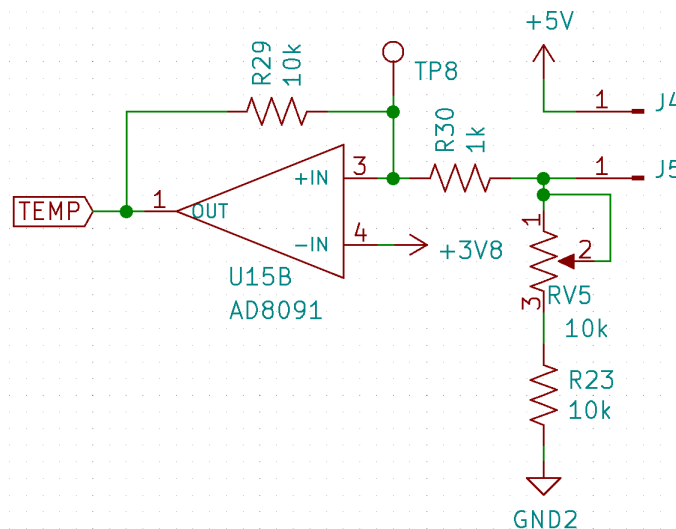 +5V
R29
10k
TP8
1
J4
R30
1k
3
+IN
1
J5
TEMP
1
OUT
1
-IN
4
+3V8
2
U15B
AD8091
3
RV5
10k
R23
10k
GND2